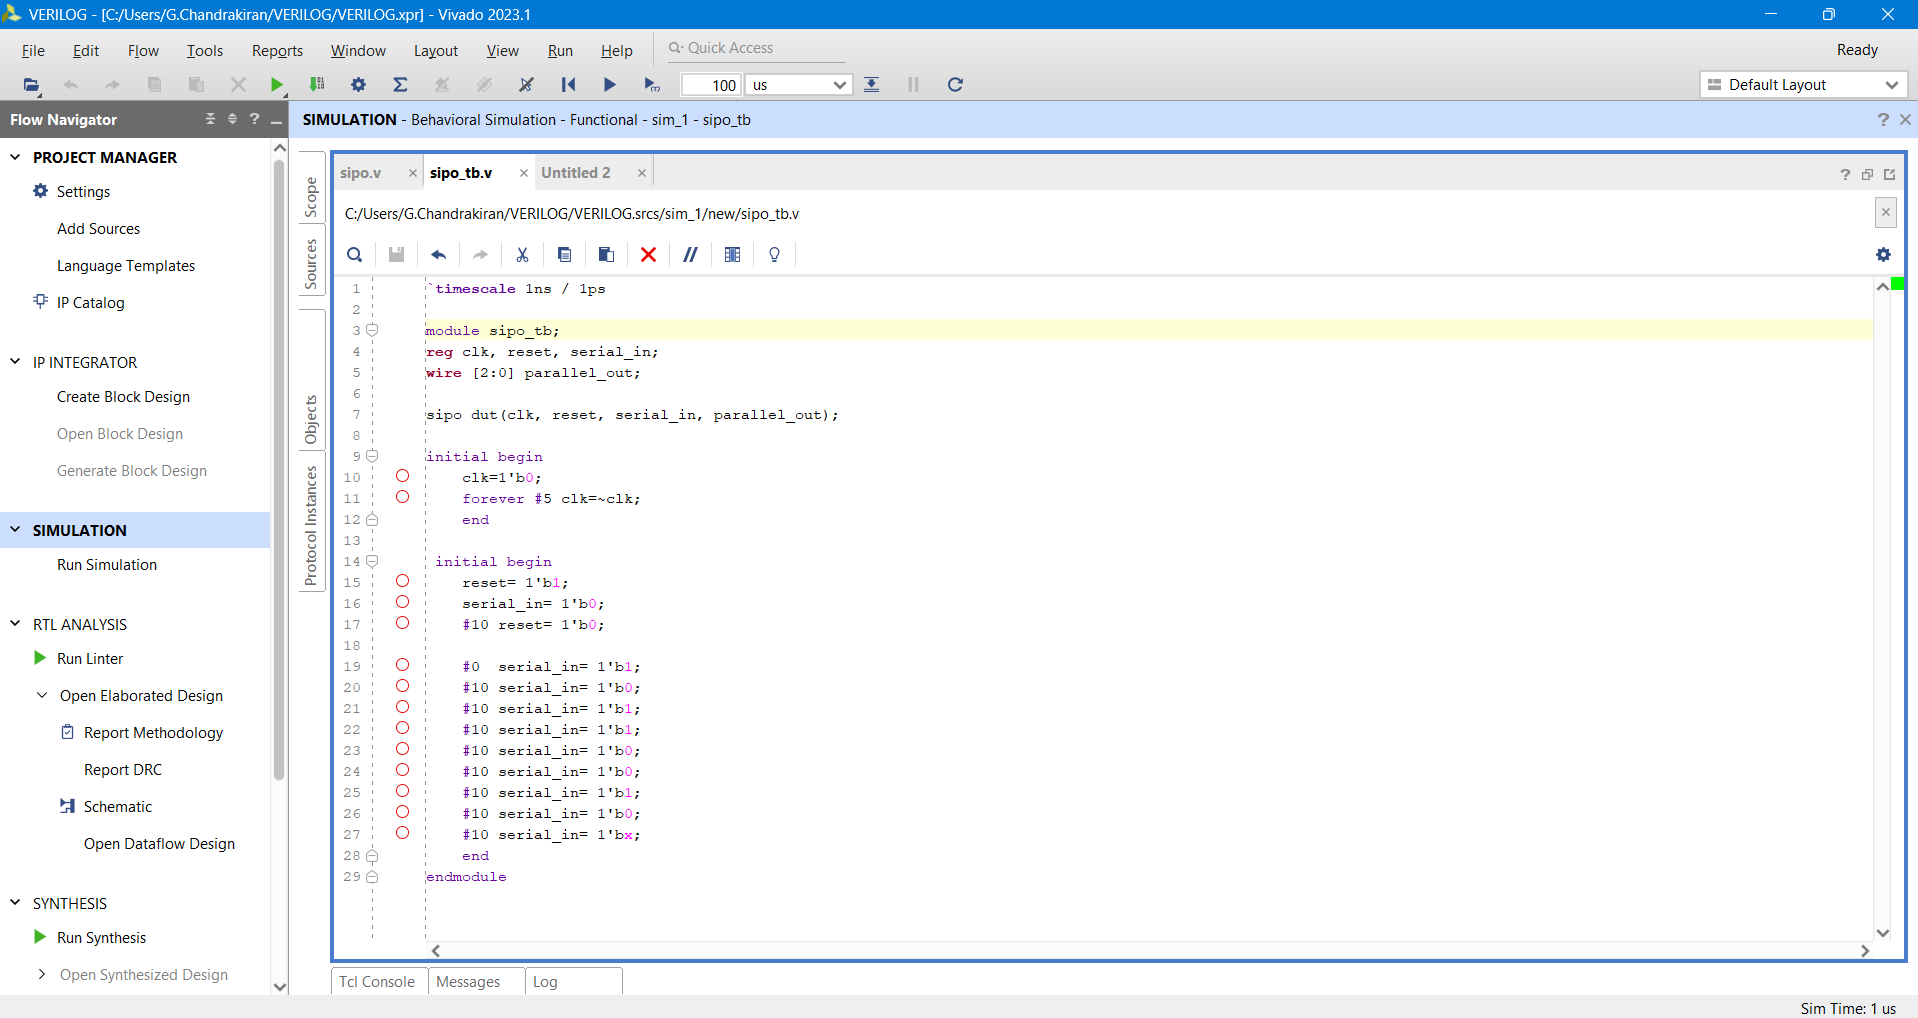 VERILOG - [C:/Users/G.Chandrakiran/VERILOG/VERILOG.xpr] - Vivado 2023.1
File Edit Flow Tools Reports Window Layout View Run Help Quick Access Ready
100 us Default Layout
Flow Navigator ?
SIMULATION - Behavioral Simulation - Functional - sim_1 - sipo_tb ?
PROJECT MANAGER
Settings
Add Sources
Language Templates
IP Catalog
IP INTEGRATOR
Create Block Design
Open Block Design
Generate Block Design
SIMULATION
Run Simulation
RTL ANALYSIS
Run Linter
Open Elaborated Design
Report Methodology
Report DRC
Schematic
Open Dataflow Design
SYNTHESIS
Run Synthesis
Open Synthesized Design
Scope
Sources
Objects
Protocol Instances
sipo.v sipo_tb.v Untitled 2 ?
C:/Users/G.Chandrakiran/VERILOG/VERILOG.srcs/sim_1/new/sipo_tb.v
1 `timescale 1ns / 1ps
2
3 module sipo_tb;
4 reg clk, reset, serial_in;
5 wire [2:0] parallel_out;
6
7 sipo dut(clk, reset, serial_in, parallel_out);
8
9 initial begin
10 clk=1'b0;
11 forever #5 clk=~clk;
12 end
13
14 initial begin
15 reset= 1'b1;
16 serial_in= 1'b0;
17 #10 reset= 1'b0;
18
19 #0  serial_in= 1'b1;
20 #10 serial_in= 1'b0;
21 #10 serial_in= 1'b1;
22 #10 serial_in= 1'b1;
23 #10 serial_in= 1'b0;
24 #10 serial_in= 1'b0;
25 #10 serial_in= 1'b1;
26 #10 serial_in= 1'b0;
27 #10 serial_in= 1'bx;
28 end
29 endmodule
Tcl Console Messages Log
Sim Time: 1 us